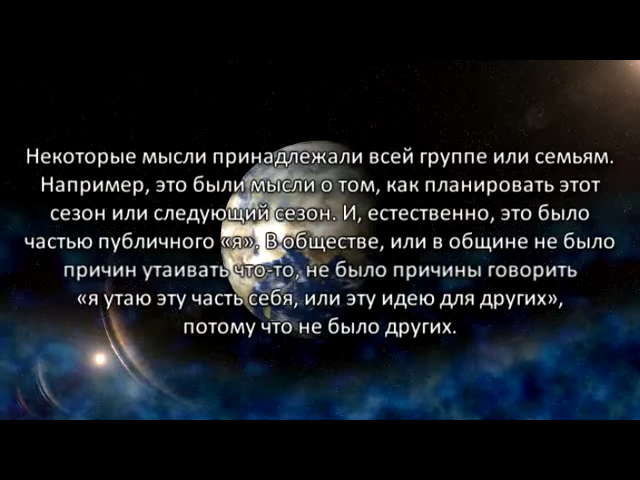 Некоторые мысли принадлежали всей группе или семьям.
Например, это были мысли о том, как планировать этот
сезон или следующий сезон. И, естественно, это было
частью публичного «я». В обществе, или в общине не было
причин утаивать что-то, не было причины говорить
«я утаю эту часть себя, или эту идею для других»,
потому что не было других.